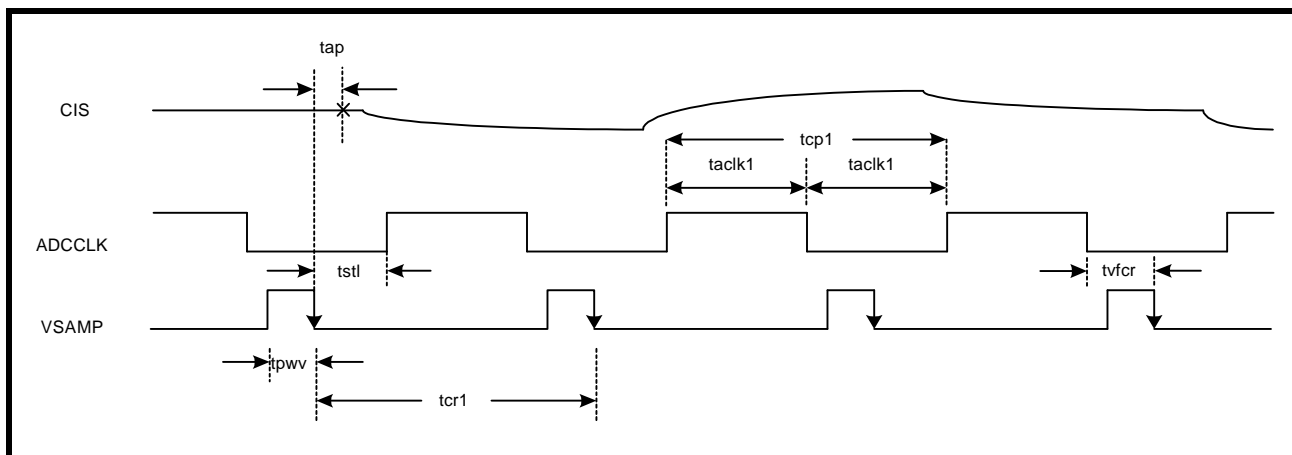 tap
CIS
tcp1
taclk1 taclk1
ADCCLK
tstl tvfcr
VSAMP
tpwv
tcr1